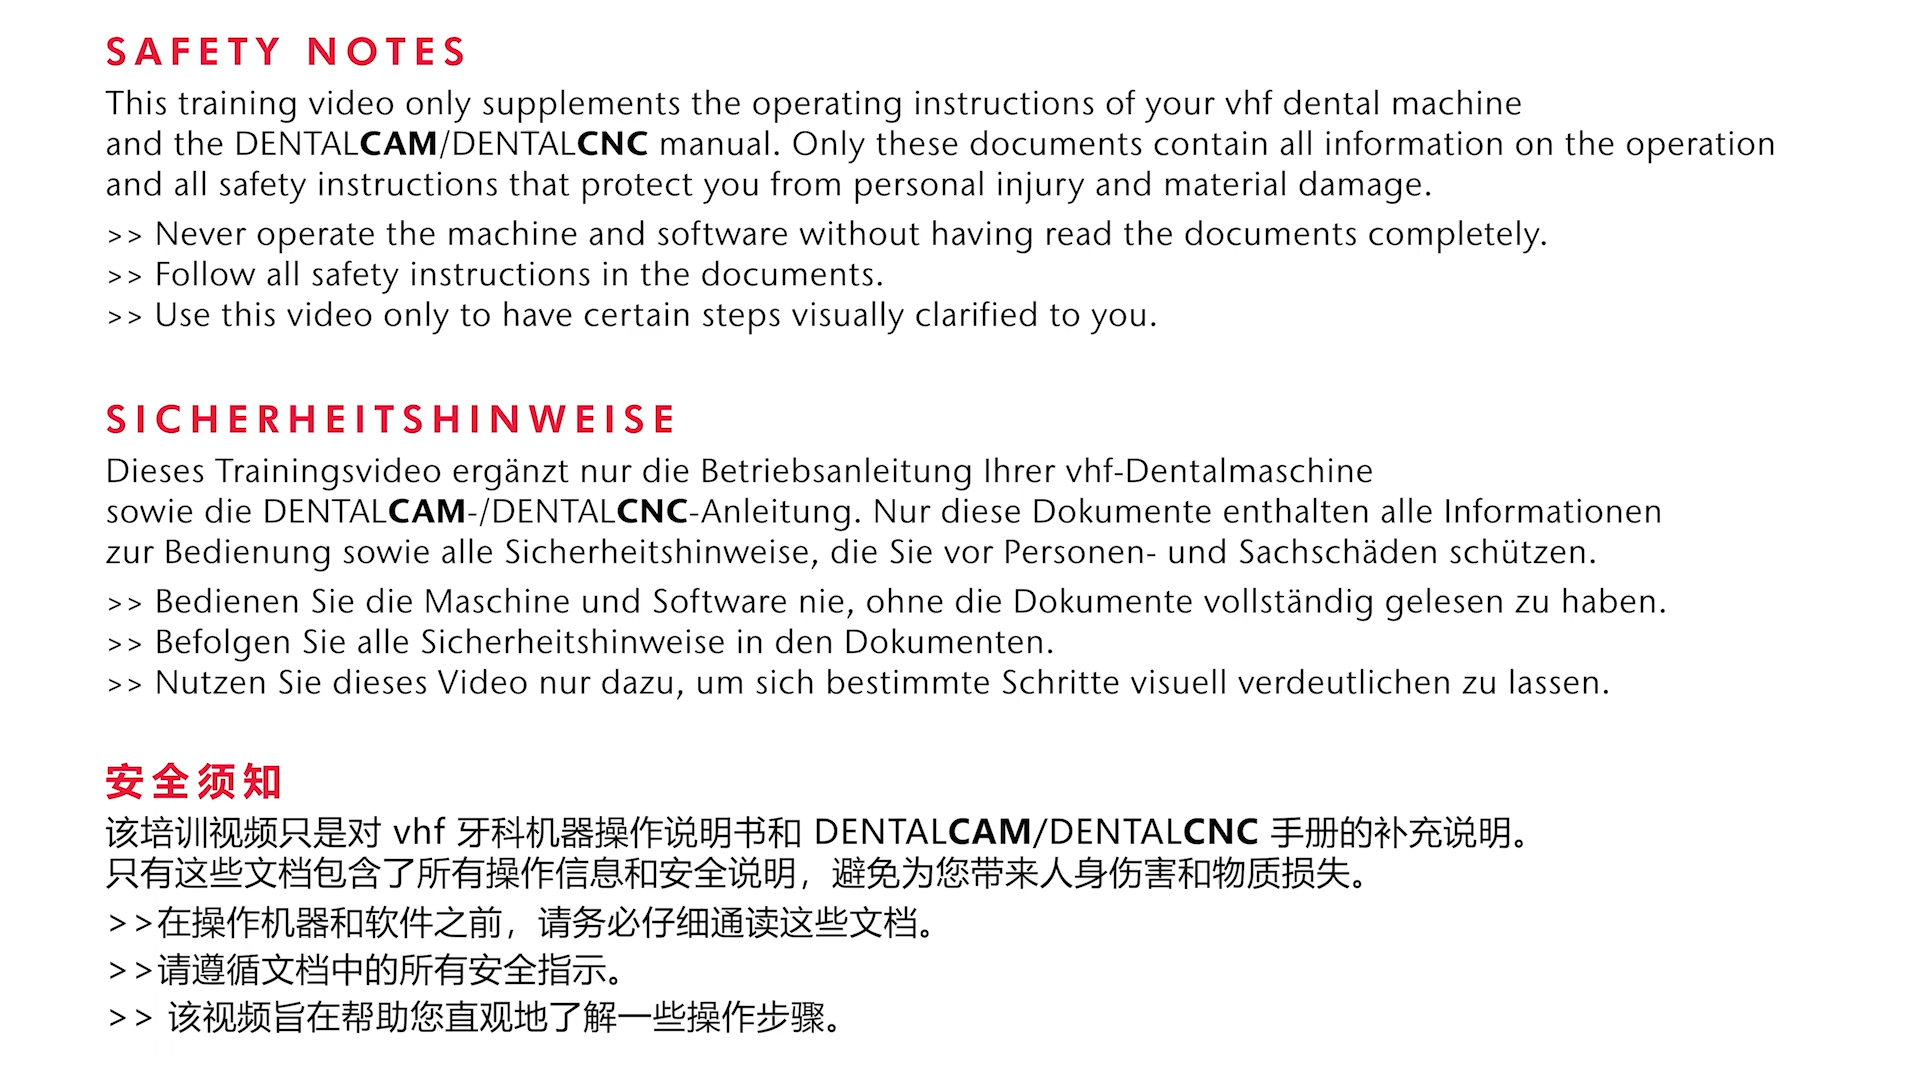 SAFETY NOTES
This training video only supplements the operating instructions of your vhf dental machine
and the DENTALCAM/DENTALCNC manual. Only these documents contain all information on the operation
and all safety instructions that protect you from personal injury and material damage.
>> Never operate the machine and software without having read the documents completely.
>> Follow all safety instructions in the documents.
>> Use this video only to have certain steps visually clarified to you.
SICHERHEITSHINWEISE
Dieses Trainingsvideo ergänzt nur die Betriebsanleitung Ihrer vhf-Dentalmaschine
sowie die DENTALCAM-/DENTALCNC-Anleitung. Nur diese Dokumente enthalten alle Informationen
zur Bedienung sowie alle Sicherheitshinweise, die Sie vor Personen- und Sachschäden schützen.
>> Bedienen Sie die Maschine und Software nie, ohne die Dokumente vollständig gelesen zu haben.
>> Befolgen Sie alle Sicherheitshinweise in den Dokumenten.
>> Nutzen Sie dieses Video nur dazu, um sich bestimmte Schritte visuell verdeutlichen zu lassen.
安全须知
该培训视频只是对 vhf 牙科机器操作说明书和 DENTALCAM/DENTALCNC 手册的补充说明。
只有这些文档包含了所有操作信息和安全说明，避免为您带来人身伤害和物质损失。
>>在操作机器和软件之前，请务必仔细通读这些文档。
>>请遵循文档中的所有安全指示。
>> 该视频旨在帮助您直观地了解一些操作步骤。